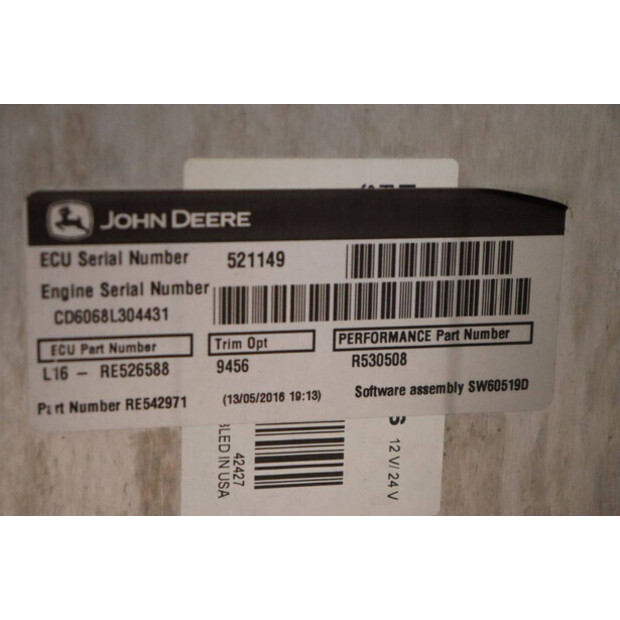 JOHN DEERE
ECU Serial Number 521149
Engine Serial Number
CD6068L304431
ECU Part Number Trim Opt PERFORMANCE Part Number
L16 - RE526588 9456 R530508
Part Number RE542971 (13/05/2016 19:13) Software assembly SW60519D
BLED IN USA
42427
12 V/ 24 V